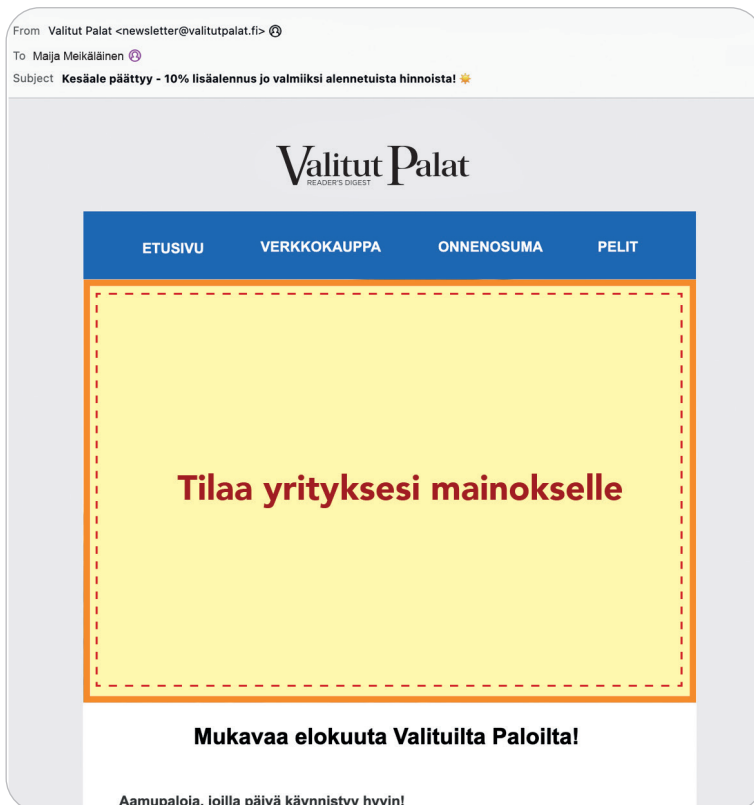 From Valitut Palat <newsletter@valitutpalat.fi>
To Maija Meikäläinen
Subject Kesäale päättyy - 10% lisäalennus jo valmiiksi alennetuista hinnoista! ☀️
Valitut Palat
READER'S DIGEST
ETUSIVU VERKKOKAUPPA ONNENOSUMA PELIT
Tilaa yrityksesi mainokselle
Mukavaa elokuuta Valituilta Paloilta!
Aamupaloja, joilla päivä käynnistyy hyvin!